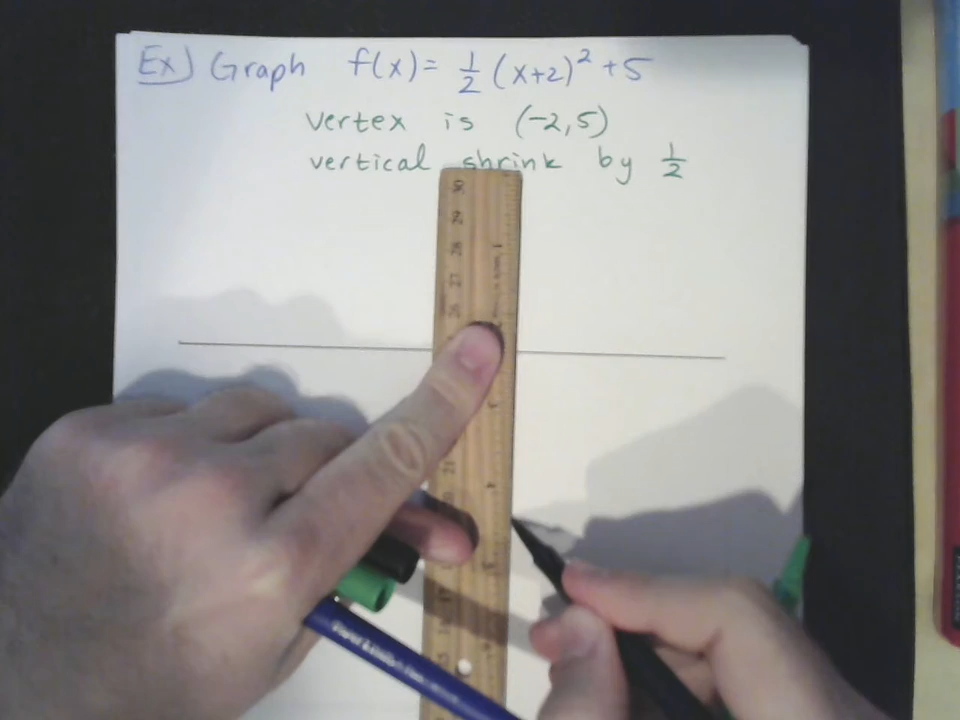 Ex) Graph f(x) = 1/2 (x+2)² + 5
vertex is (-2,5)
vertical shrink by 1/2